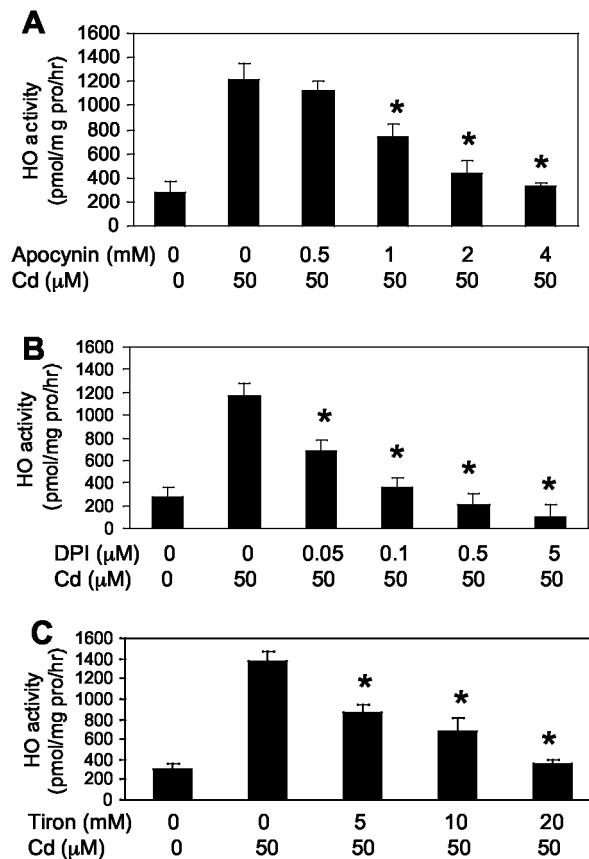 A
HO activity
(pmol/m g pro/hr)
1600
1400
1200
1000
800
600
400
200
0
* * *
Apocynin (mM) 0 0 0.5 1 2 4
Cd (μM) 0 50 50 50 50 50
B
HO activity
(pmol/mg pro/hr)
1600
1400
1200
1000
800
600
400
200
0
* * * *
DPI (μM) 0 0 0.05 0.1 0.5 5
Cd (μM) 0 50 50 50 50 50
C
HO activity
(pmol/mg pro/hr)
1600
1400
1200
1000
800
600
400
200
0
* * *
Tiron (mM) 0 0 5 10 20
Cd (μM) 0 50 50 50 50